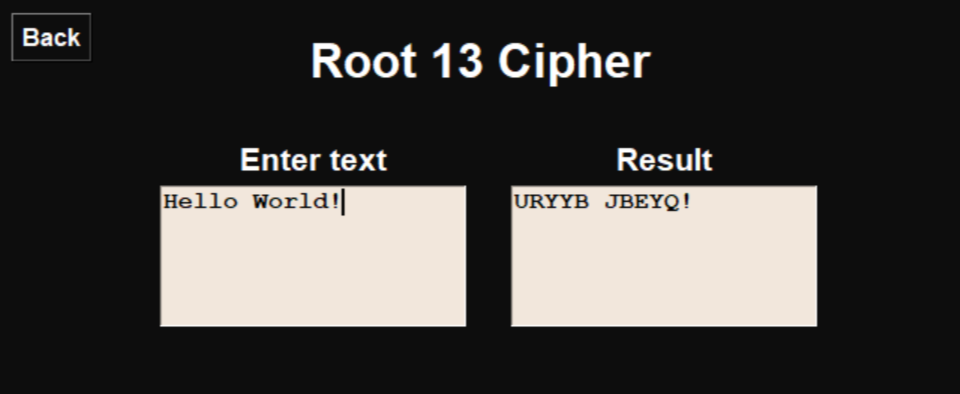 Back
Root 13 Cipher
Enter text
Result
Hello World!
URYYB JBEYQ!